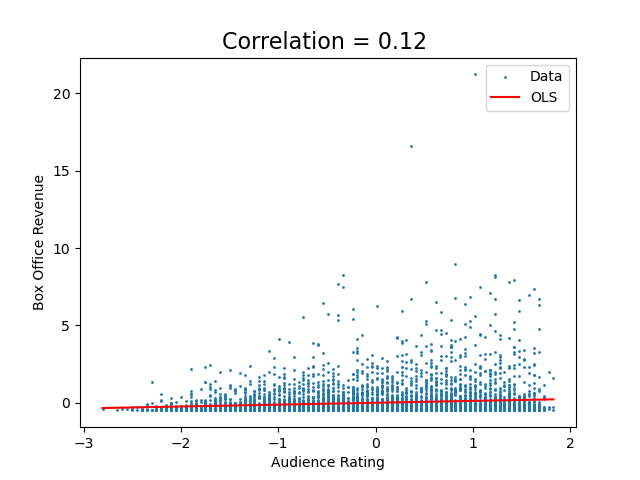 Correlation = 0.12
Data
OLS
20
15
10
5
0
Box Office Revenue
−3
−2
−1
0
1
2
Audience Rating